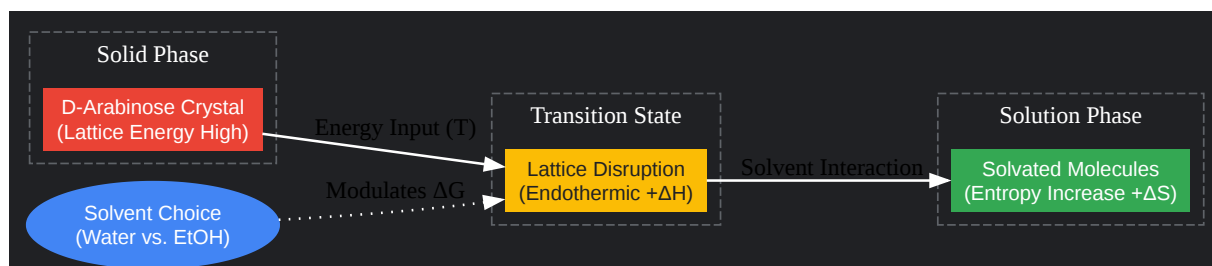 Solid Phase
D-Arabinose Crystal
(Lattice Energy High)
Solvent Choice
(Water vs. EtOH)
Energy Input (T)
Modulates ΔG
Transition State
Lattice Disruption
(Endothermic +ΔH)
Solvent Interaction
Solution Phase
Solvated Molecules
(Entropy Increase +ΔS)